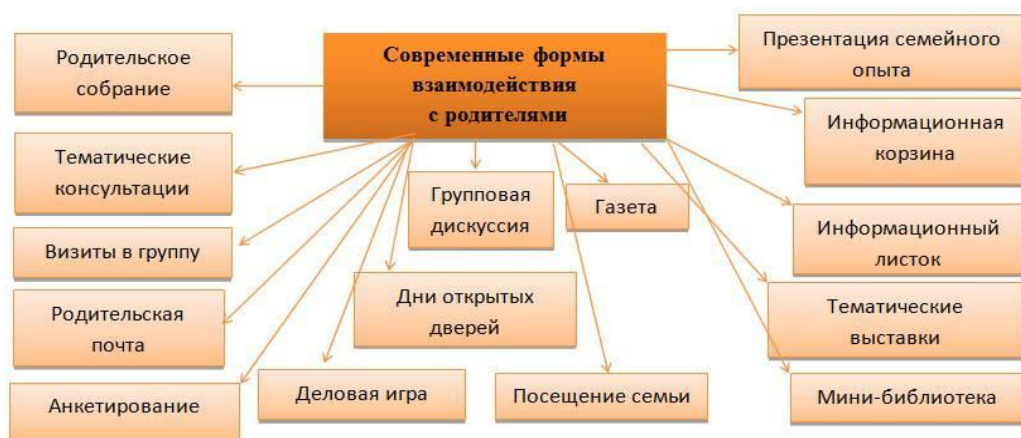 Современные формы
взаимодействия
с родителями
Родительское
собрание
Тематические
консультации
Визиты в группу
Родительская
почта
Анкетирование
Деловая игра
Дни открытых
дверей
Групповая
дискуссия
Газета
Посещение семьи
Презентация семейного
опыта
Информационная
корзина
Информационный
листок
Тематические
выставки
Мини-библиотека